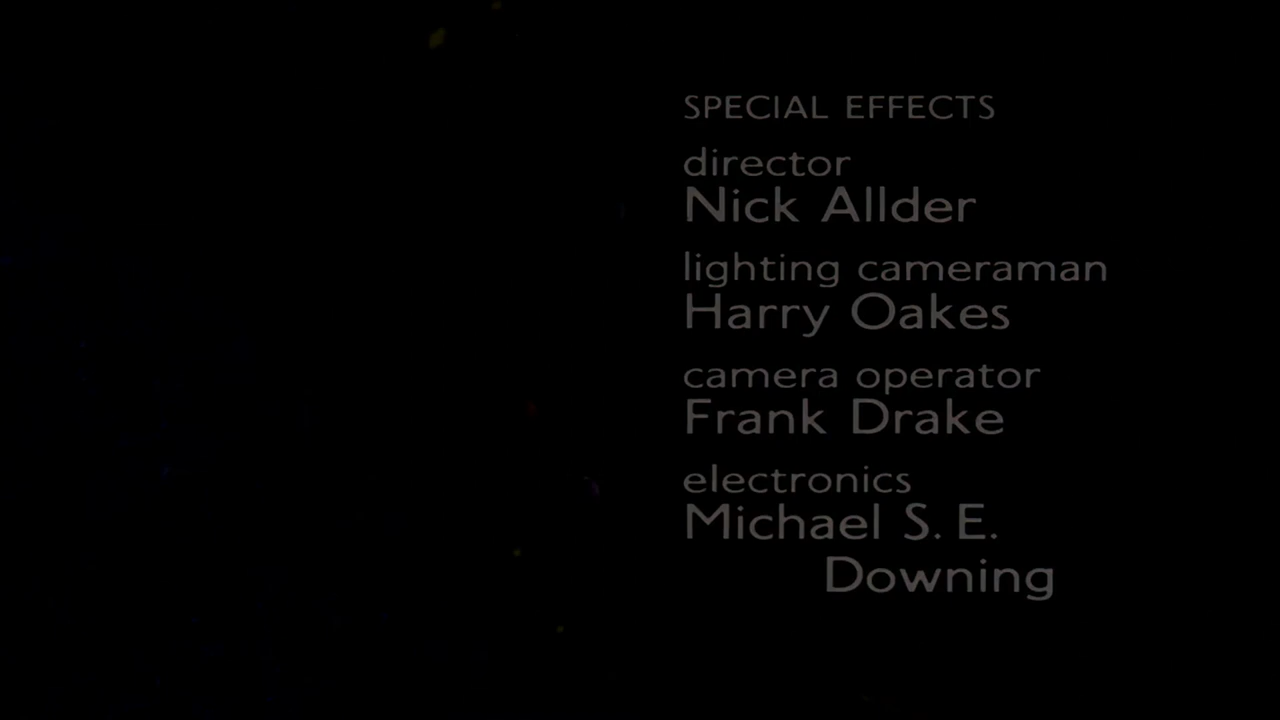 SPECIAL EFFECTS
director
Nick Allder
lighting cameraman
Harry Oakes
camera operator
Frank Drake
electronics
Michael S. E.
Downing